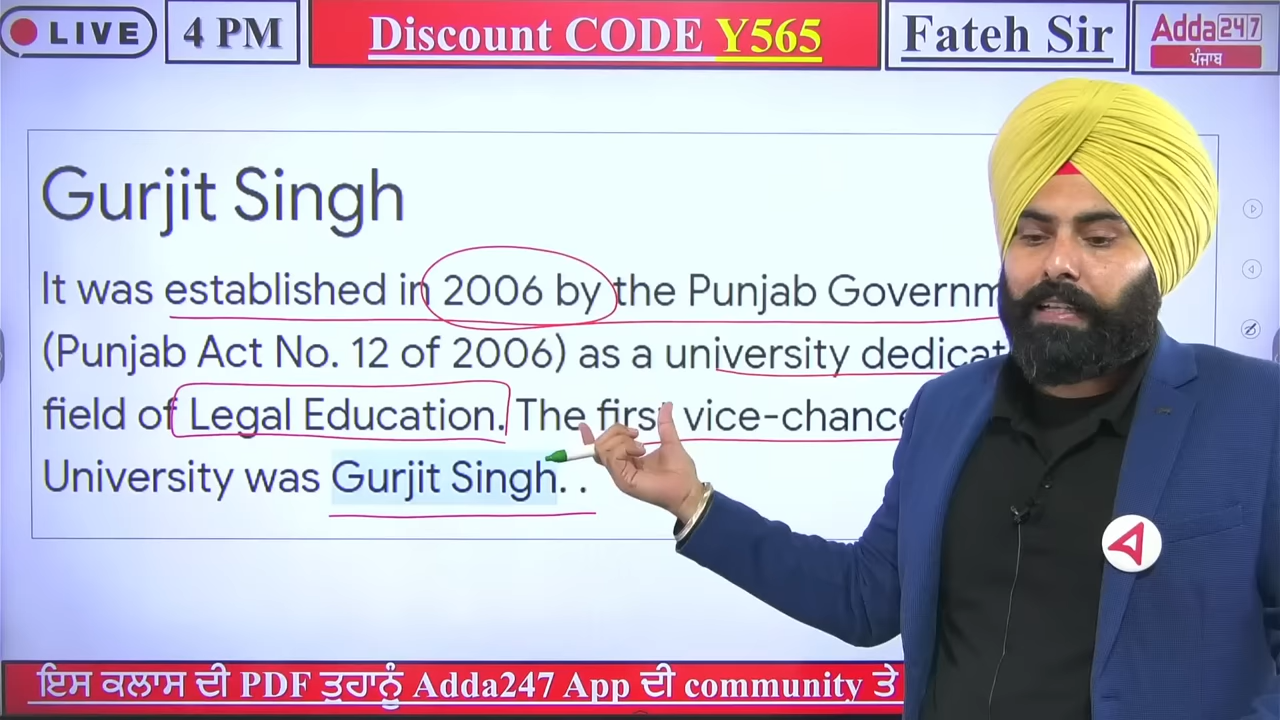 LIVE
4 PM
Discount CODE Y565
Fateh Sir
Adda247
ਪੰਜਾਬ
Gurjit Singh
It was established in 2006 by the Punjab Governm
(Punjab Act No. 12 of 2006) as a university dedicat
field of Legal Education. The first vice-chance
University was Gurjit Singh. .
ਇਸ ਕਲਾਸ ਦੀ PDF ਤੁਹਾਨੂੰ Adda247 App ਦੀ community ਤੇ